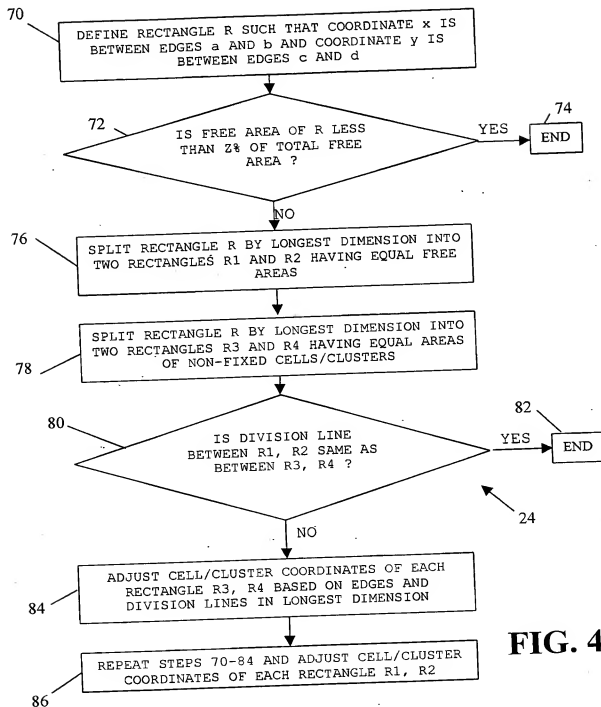 70
DEFINE RECTANGLE R SUCH THAT COORDINATE x IS
BETWEEN EDGES a AND b AND COORDINATE y IS
BETWEEN EDGES c AND d
72
IS FREE AREA OF R LESS
THAN Z% OF TOTAL FREE
AREA ?
YES
74
END
NO
76
SPLIT RECTANGLE R BY LONGEST DIMENSION INTO
TWO RECTANGLES R1 AND R2 HAVING EQUAL FREE
AREAS
78
SPLIT RECTANGLE R BY LONGEST DIMENSION INTO
TWO RECTANGLES R3 AND R4 HAVING EQUAL AREAS
OF NON-FIXED CELLS/CLUSTERS
80
IS DIVISION LINE
BETWEEN R1, R2 SAME AS
BETWEEN R3, R4 ?
YES
82
END
24
NO
84
ADJUST CELL/CLUSTER COORDINATES OF EACH
RECTANGLE R3, R4 BASED ON EDGES AND
DIVISION LINES IN LONGEST DIMENSION
86
REPEAT STEPS 70-84 AND ADJUST CELL/CLUSTER
COORDINATES OF EACH RECTANGLE R1, R2
FIG. 4